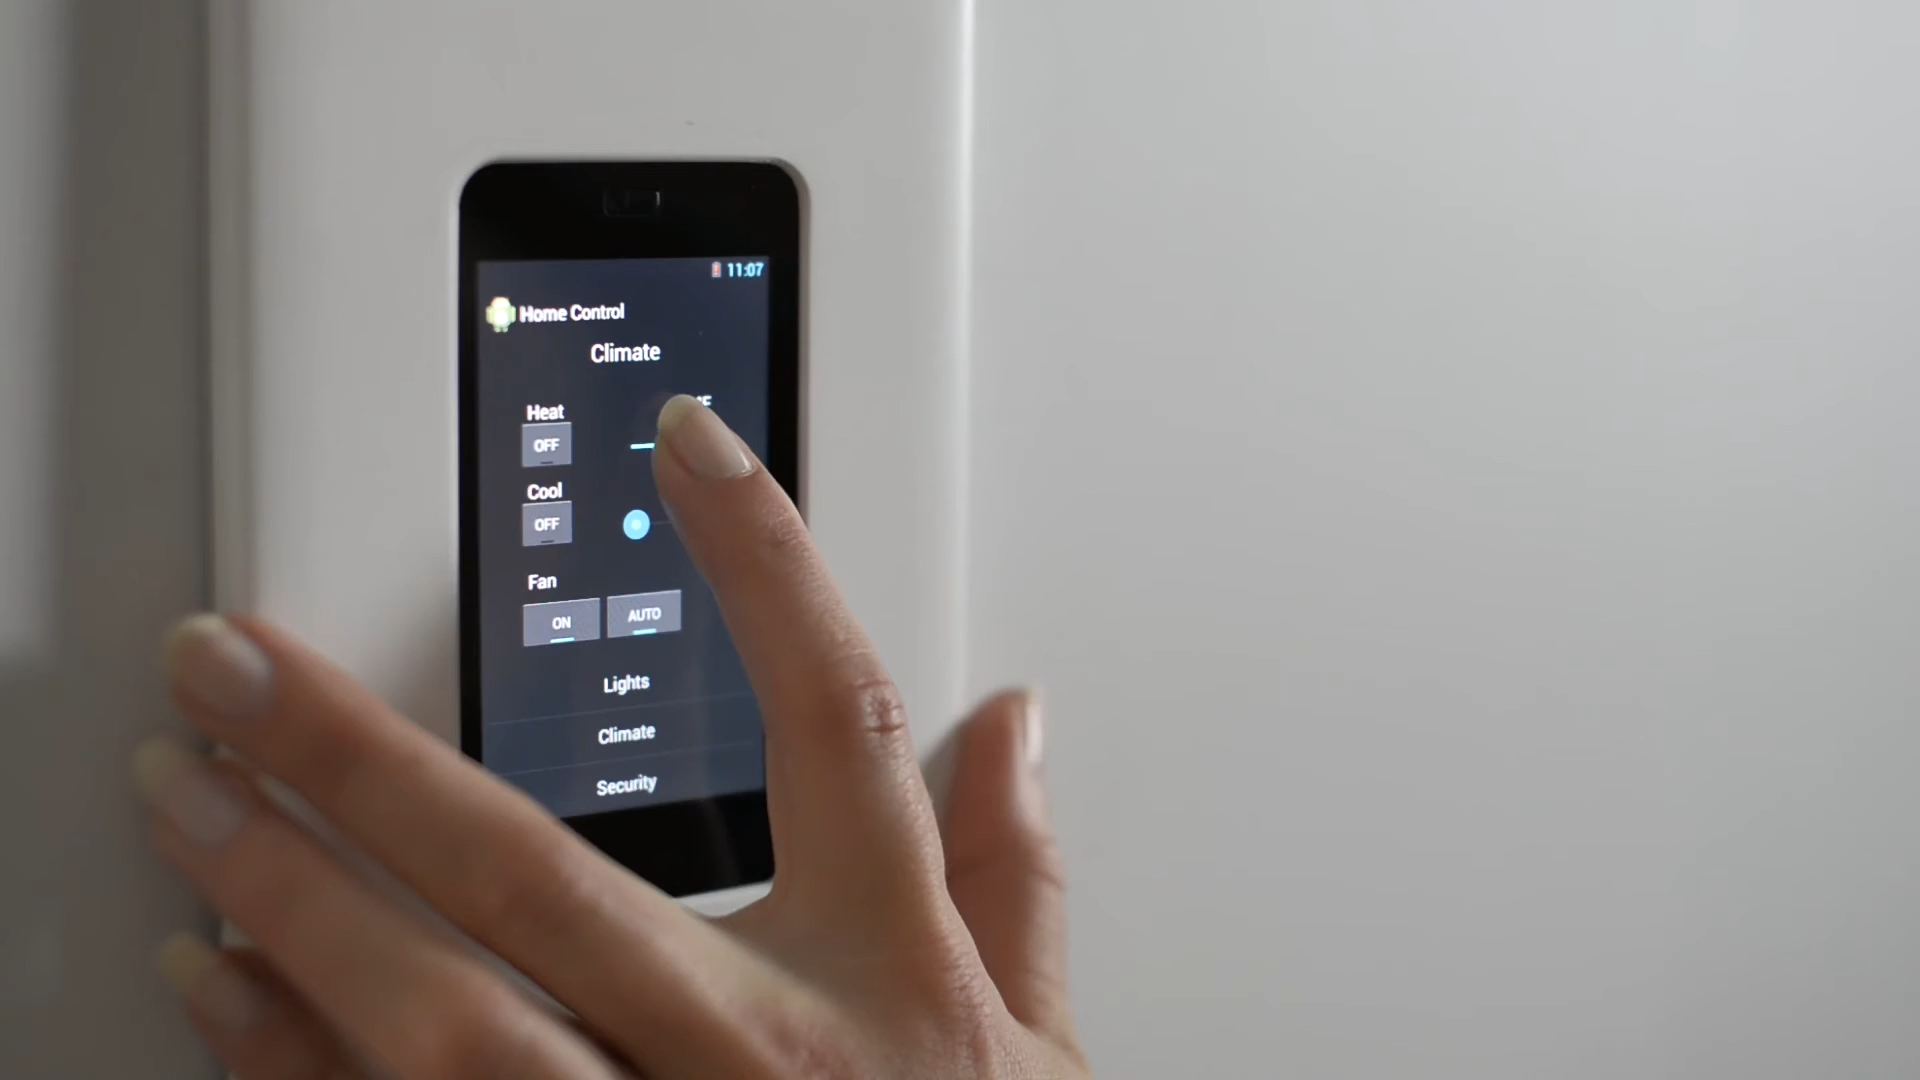 11:07
Home Control
Climate
Heat
OFF
Cool
OFF
Fan
ON AUTO
Lights
Climate
Security